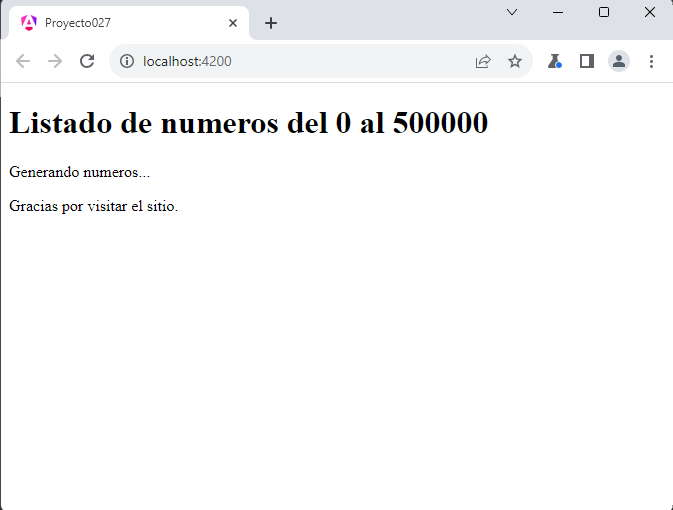 Proyecto027
localhost:4200
Listado de numeros del 0 al 500000
Generando numeros...
Gracias por visitar el sitio.